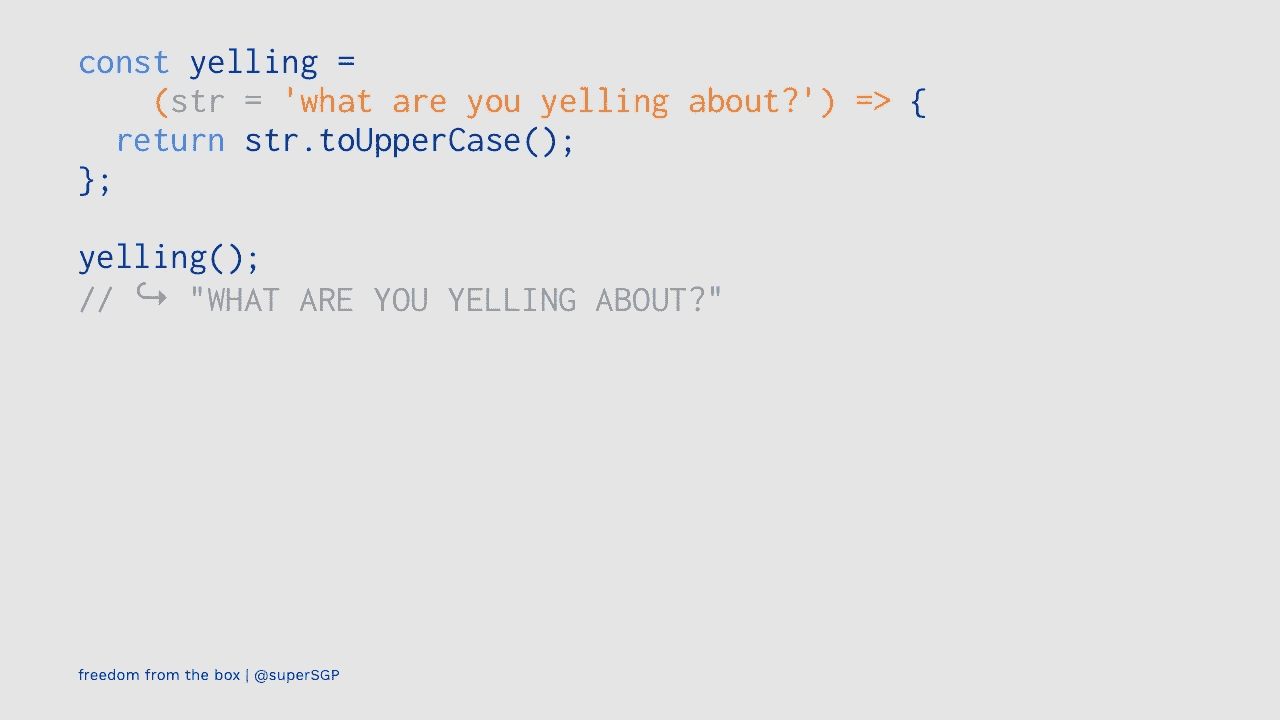 const yelling =
    (str = 'what are you yelling about?') => {
  return str.toUpperCase();
};

yelling();
// ↪ "WHAT ARE YOU YELLING ABOUT?"
freedom from the box | @superSGP